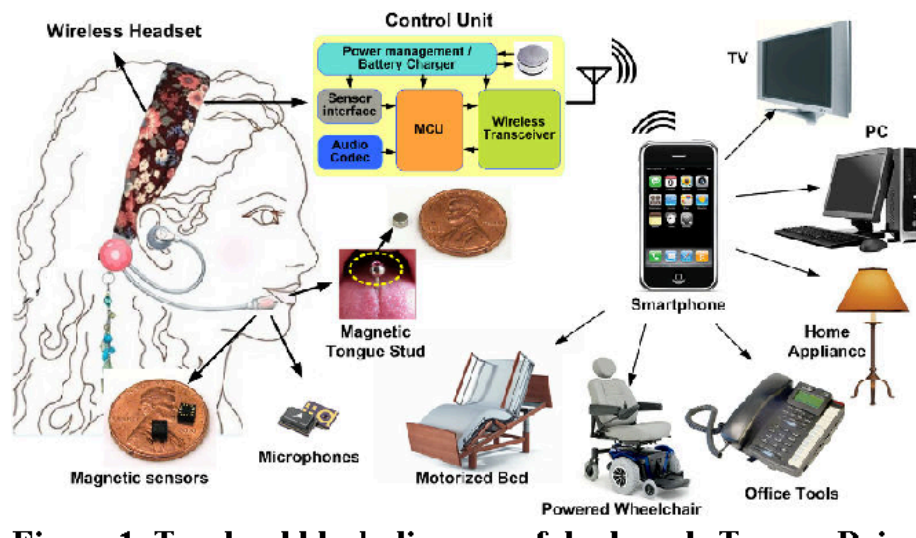 Wireless Headset
Control Unit
Power management /
Battery Charger
Sensor
interface
MCU
Wireless
Transceiver
Audio
Codec
TV
PC
Smartphone
Home
Appliance
Magnetic
Tongue Stud
Magnetic sensors
Microphones
Motorized Bed
Powered Wheelchair
Office Tools